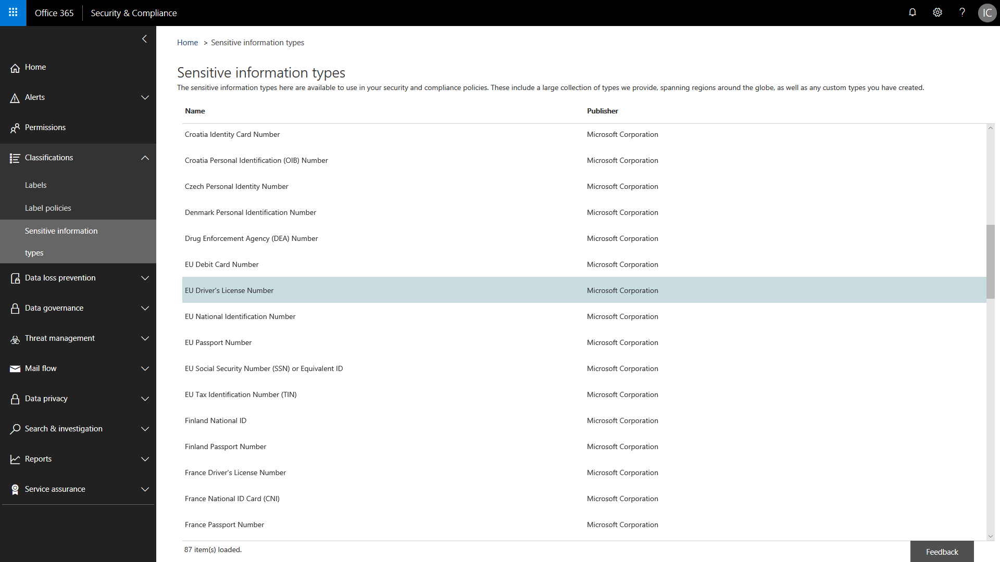 Office 365
Security & Compliance
?
IC
Home
Alerts
Permissions
Classifications
Labels
Label policies
Sensitive information
types
Data loss prevention
Data governance
Threat management
Mail flow
Data privacy
Search & investigation
Reports
Service assurance
Home > Sensitive information types
Sensitive information types
The sensitive information types here are available to use in your security and compliance policies. These include a large collection of types we provide, spanning regions around the globe, as well as any custom types you have created.
Name Publisher
Croatia Identity Card Number Microsoft Corporation
Croatia Personal Identification (OIB) Number Microsoft Corporation
Czech Personal Identity Number Microsoft Corporation
Denmark Personal Identification Number Microsoft Corporation
Drug Enforcement Agency (DEA) Number Microsoft Corporation
EU Debit Card Number Microsoft Corporation
EU Driver's License Number Microsoft Corporation
EU National Identification Number Microsoft Corporation
EU Passport Number Microsoft Corporation
EU Social Security Number (SSN) or Equivalent ID Microsoft Corporation
EU Tax Identification Number (TIN) Microsoft Corporation
Finland National ID Microsoft Corporation
Finland Passport Number Microsoft Corporation
France Driver's License Number Microsoft Corporation
France National ID Card (CNI) Microsoft Corporation
France Passport Number Microsoft Corporation
87 item(s) loaded.
Feedback